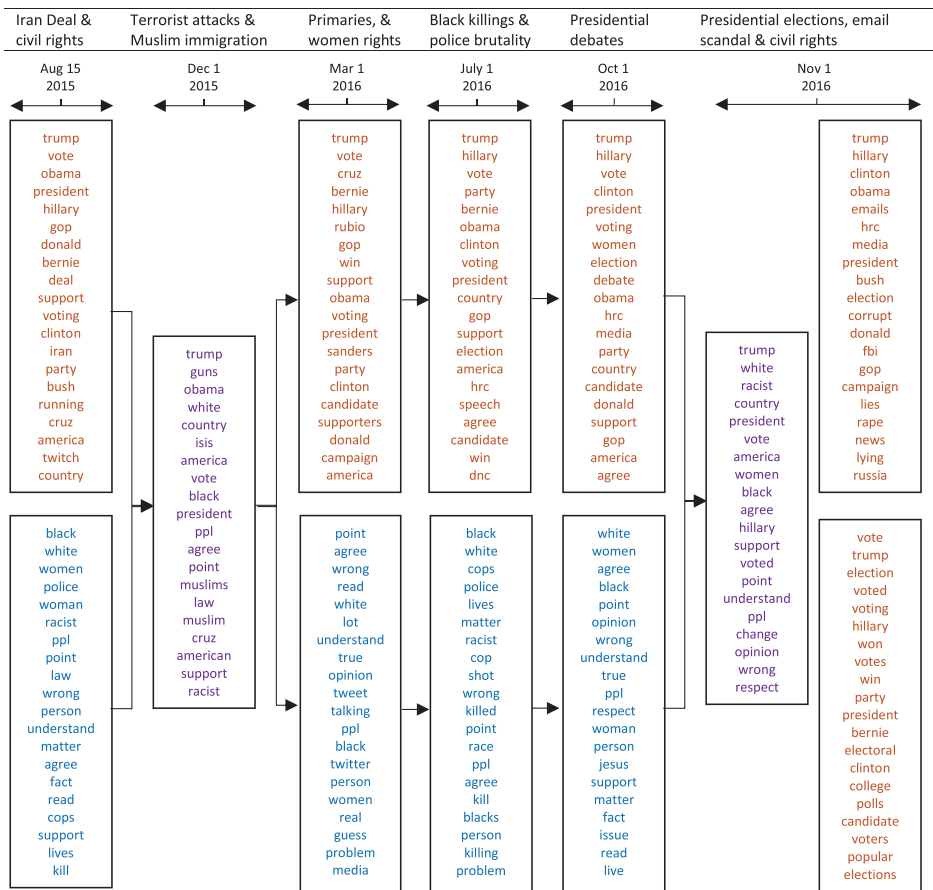 Iran Deal &
civil rights
Terrorist attacks &
Muslim immigration
Primaries, &
women rights
Black killings &
police brutality
Presidential
debates
Presidential elections, email
scandal & civil rights
Aug 15
2015
Dec 1
2015
Mar 1
2016
July 1
2016
Oct 1
2016
Nov 1
2016
trump
vote
obama
president
hillary
gop
donald
bernie
deal
support
voting
clinton
iran
party
bush
running
cruz
america
twitch
country
black
white
women
police
woman
racist
ppl
point
law
wrong
person
understand
matter
agree
fact
read
cops
support
lives
kill
trump
guns
obama
white
country
isis
america
vote
black
president
ppl
agree
point
muslims
law
muslim
cruz
american
support
racist
trump
vote
cruz
bernie
hillary
rubio
gop
win
support
obama
voting
president
sanders
party
clinton
candidate
supporters
donald
campaign
america
point
agree
wrong
read
white
lot
understand
true
opinion
tweet
talking
ppl
black
twitter
person
women
real
guess
problem
media
trump
hillary
vote
party
bernie
obama
clinton
voting
president
country
gop
support
election
america
hrc
speech
agree
candidate
win
dnc
black
white
cops
police
lives
matter
racist
cop
shot
wrong
killed
point
race
ppl
agree
kill
blacks
person
killing
problem
trump
hillary
vote
clinton
president
voting
women
election
debate
obama
hrc
media
party
country
candidate
donald
support
gop
america
agree
white
women
agree
black
point
opinion
wrong
understand
true
ppl
respect
woman
person
jesus
support
matter
fact
issue
read
live
trump
white
racist
country
president
vote
america
women
black
agree
hillary
support
voted
point
understand
ppl
change
opinion
wrong
respect
trump
hillary
clinton
obama
emails
hrc
media
president
bush
election
corrupt
donald
fbi
gop
campaign
lies
rape
news
lying
russia
vote
trump
election
voted
voting
hillary
won
votes
win
party
president
bernie
electoral
clinton
college
polls
candidate
voters
popular
elections